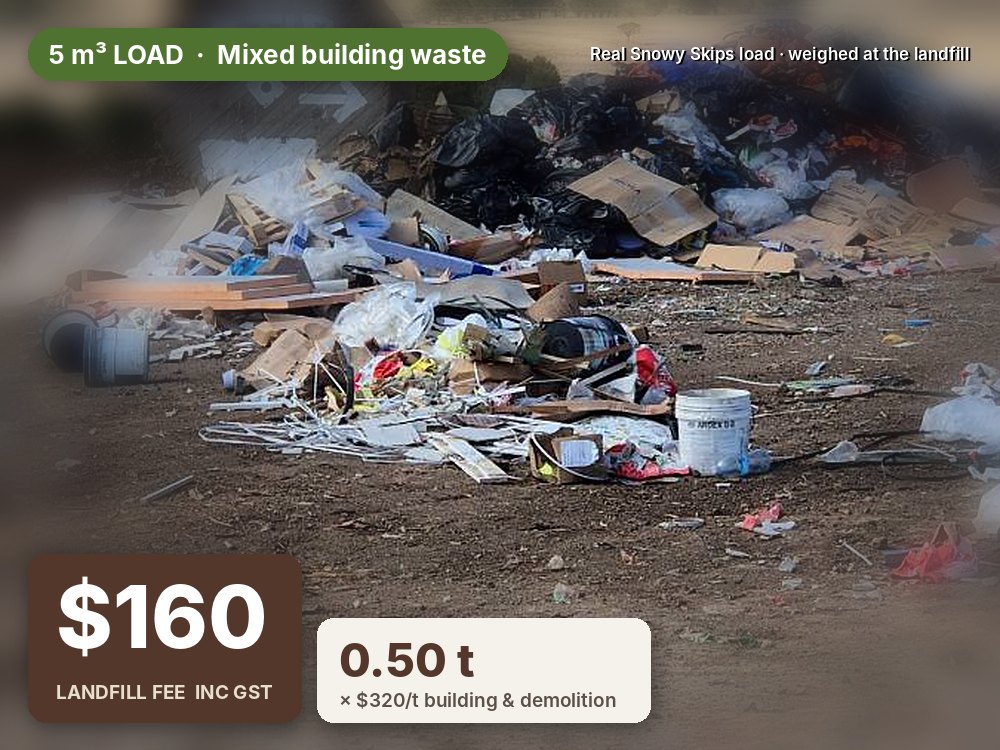 5 m³ LOAD · Mixed building waste
Real Snowy Skips load · weighed at the landfill
$160
LANDFILL FEE INC GST
0.50 t
× $320/t building & demolition